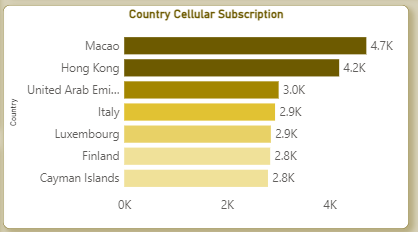 Country Cellular Subscription
Country
Macao 4.7K
Hong Kong 4.2K
United Arab Emi... 3.0K
Italy 2.9K
Luxembourg 2.9K
Finland 2.8K
Cayman Islands 2.8K
0K 2K 4K